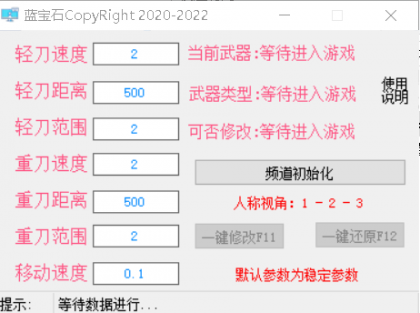 蓝宝石CopyRight 2020-2022
轻刀速度 2 当前武器:等待进入游戏
轻刀距离 500 武器类型:等待进入游戏 使用
说明
轻刀范围 2 可否修改:等待进入游戏
重刀速度 2 频道初始化
重刀距离 500 人称视角: 1 - 2 - 3
重刀范围 2 一键修改F11 一键还原F12
移动速度 0.1 默认参数为稳定参数
提示: 等待数据进行...